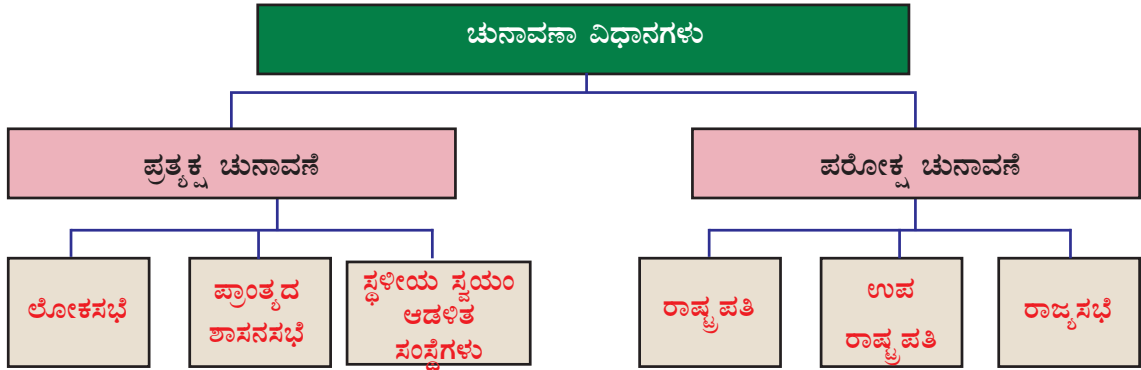 ಚುನಾವಣಾ ವಿಧಾನಗಳು
ಪ್ರತ್ಯಕ್ಷ ಚುನಾವಣೆ
ಪರೋಕ್ಷ ಚುನಾವಣೆ
ಲೋಕಸಭೆ
ಪ್ರಾಂತ್ಯದ
ಶಾಸನಸಭೆ
ಸ್ಥಳೀಯ ಸ್ವಯಂ
ಆಡಳಿತ
ಸಂಸ್ಥೆಗಳು
ರಾಷ್ಟ್ರಪತಿ
ಉಪ
ರಾಷ್ಟ್ರಪತಿ
ರಾಜ್ಯಸಭೆ